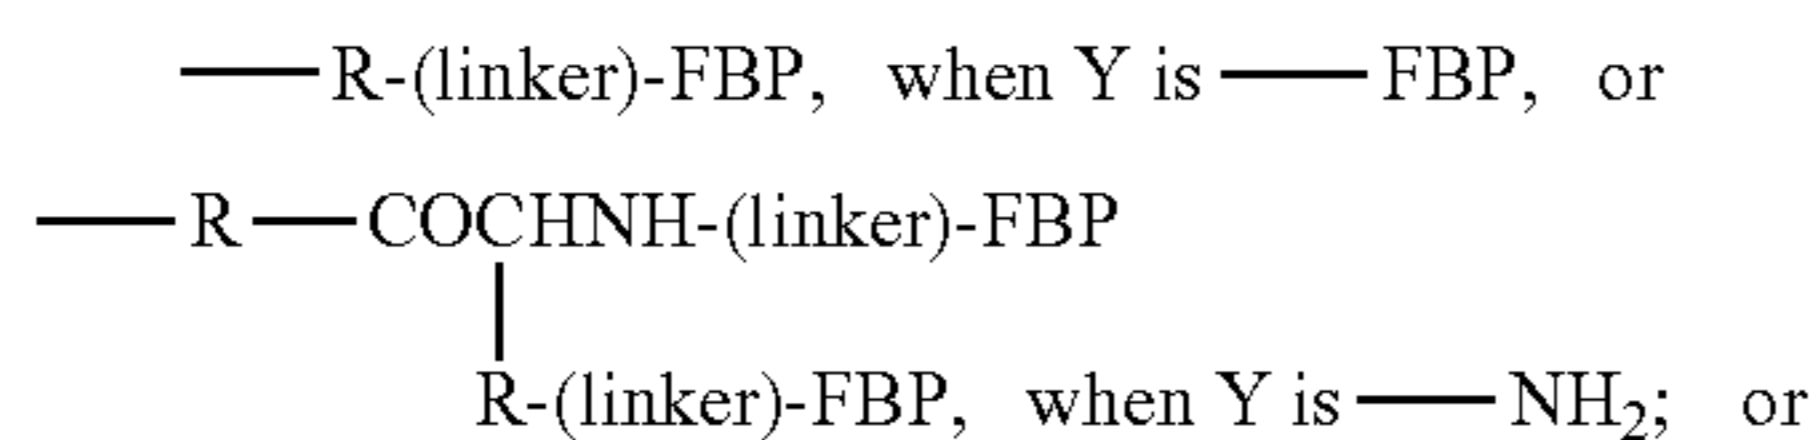 —R-(linker)-FBP, when Y is —FBP, or
—R—COCHNH-(linker)-FBP
R-(linker)-FBP, when Y is —NH₂; or